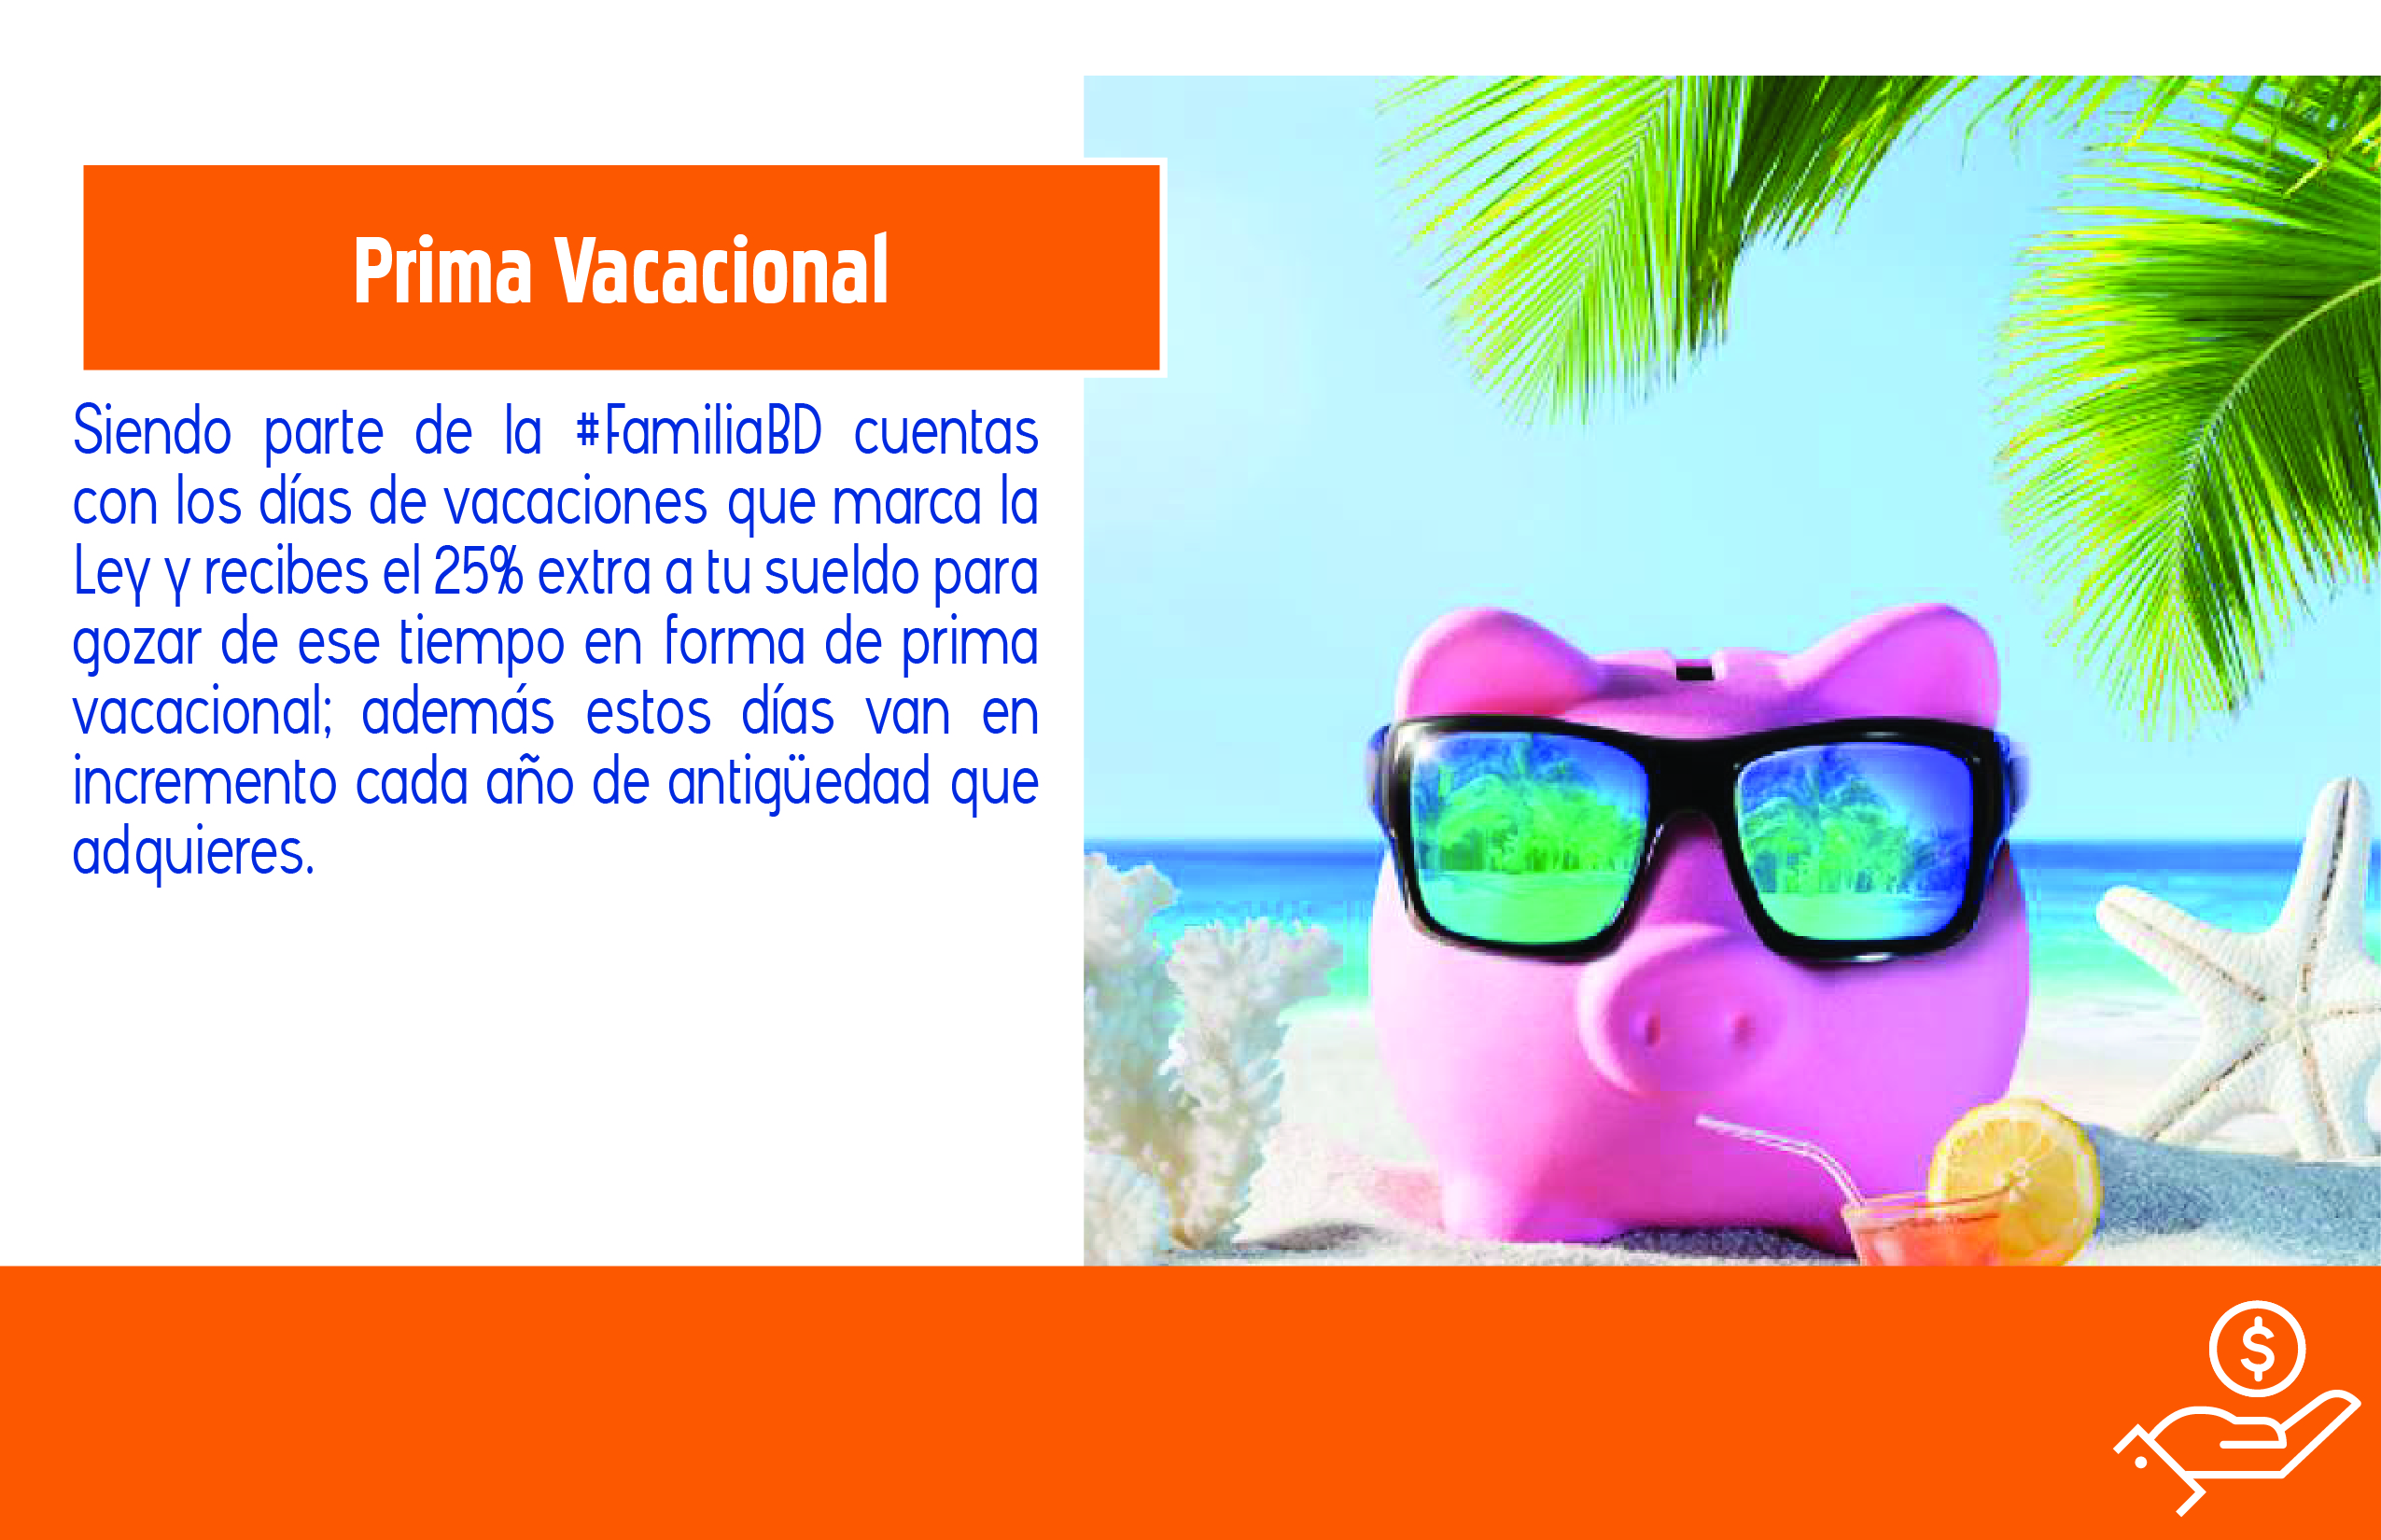 Prima Vacacional
Siendo parte de la #FamiliaBD cuentas
con los días de vacaciones que marca la
Ley y recibes el 25% extra a tu sueldo para
gozar de ese tiempo en forma de prima
vacacional; además estos días van en
incremento cada año de antigüedad que
adquieres.
$